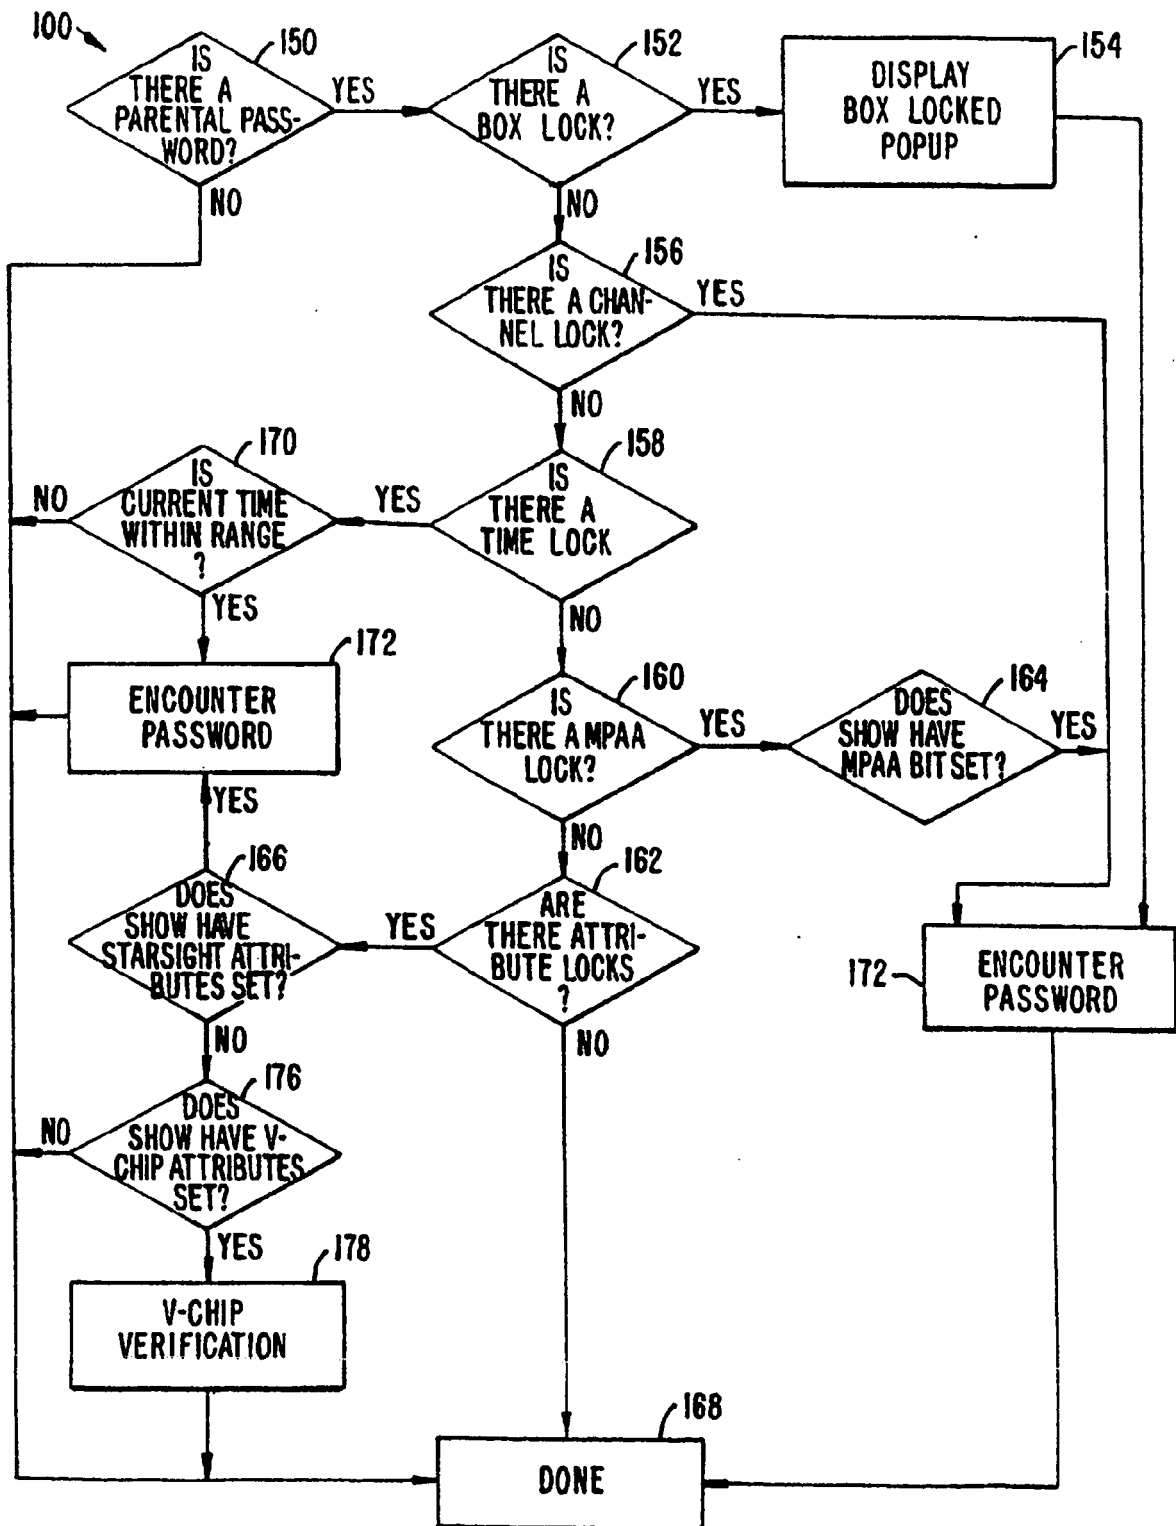 100
150
IS
THERE A
PARENTAL PASS-
WORD?
YES
NO
152
IS
THERE A
BOX LOCK?
YES
NO
154
DISPLAY
BOX LOCKED
POPUP
156
IS
THERE A CHAN-
NEL LOCK?
YES
NO
158
IS
THERE A
TIME LOCK
YES
NO
170
IS
CURRENT TIME
WITHIN RANGE
?
NO
YES
172
ENCOUNTER
PASSWORD
160
IS
THERE A MPAA
LOCK?
YES
NO
164
DOES
SHOW HAVE
MPAA BIT SET?
YES
YES
166
DOES
SHOW HAVE
STARSIGHT ATTRI-
BUTES SET?
NO
162
ARE
THERE ATTRI-
BUTE LOCKS
?
YES
NO
172
ENCOUNTER
PASSWORD
176
DOES
SHOW HAVE V-
CHIP ATTRIBUTES
SET?
NO
YES
178
V-CHIP
VERIFICATION
168
DONE